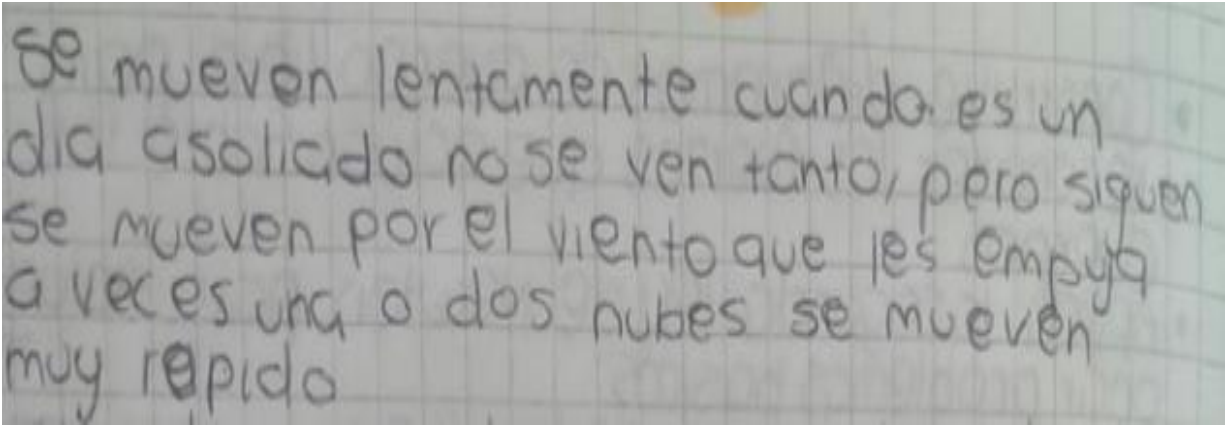 se mueven lentamente cuando es un
dia asoliado no se ven tanto, pero siguen
se mueven por el viento que les empuya
a veces una o dos nubes se mueven
muy rapido